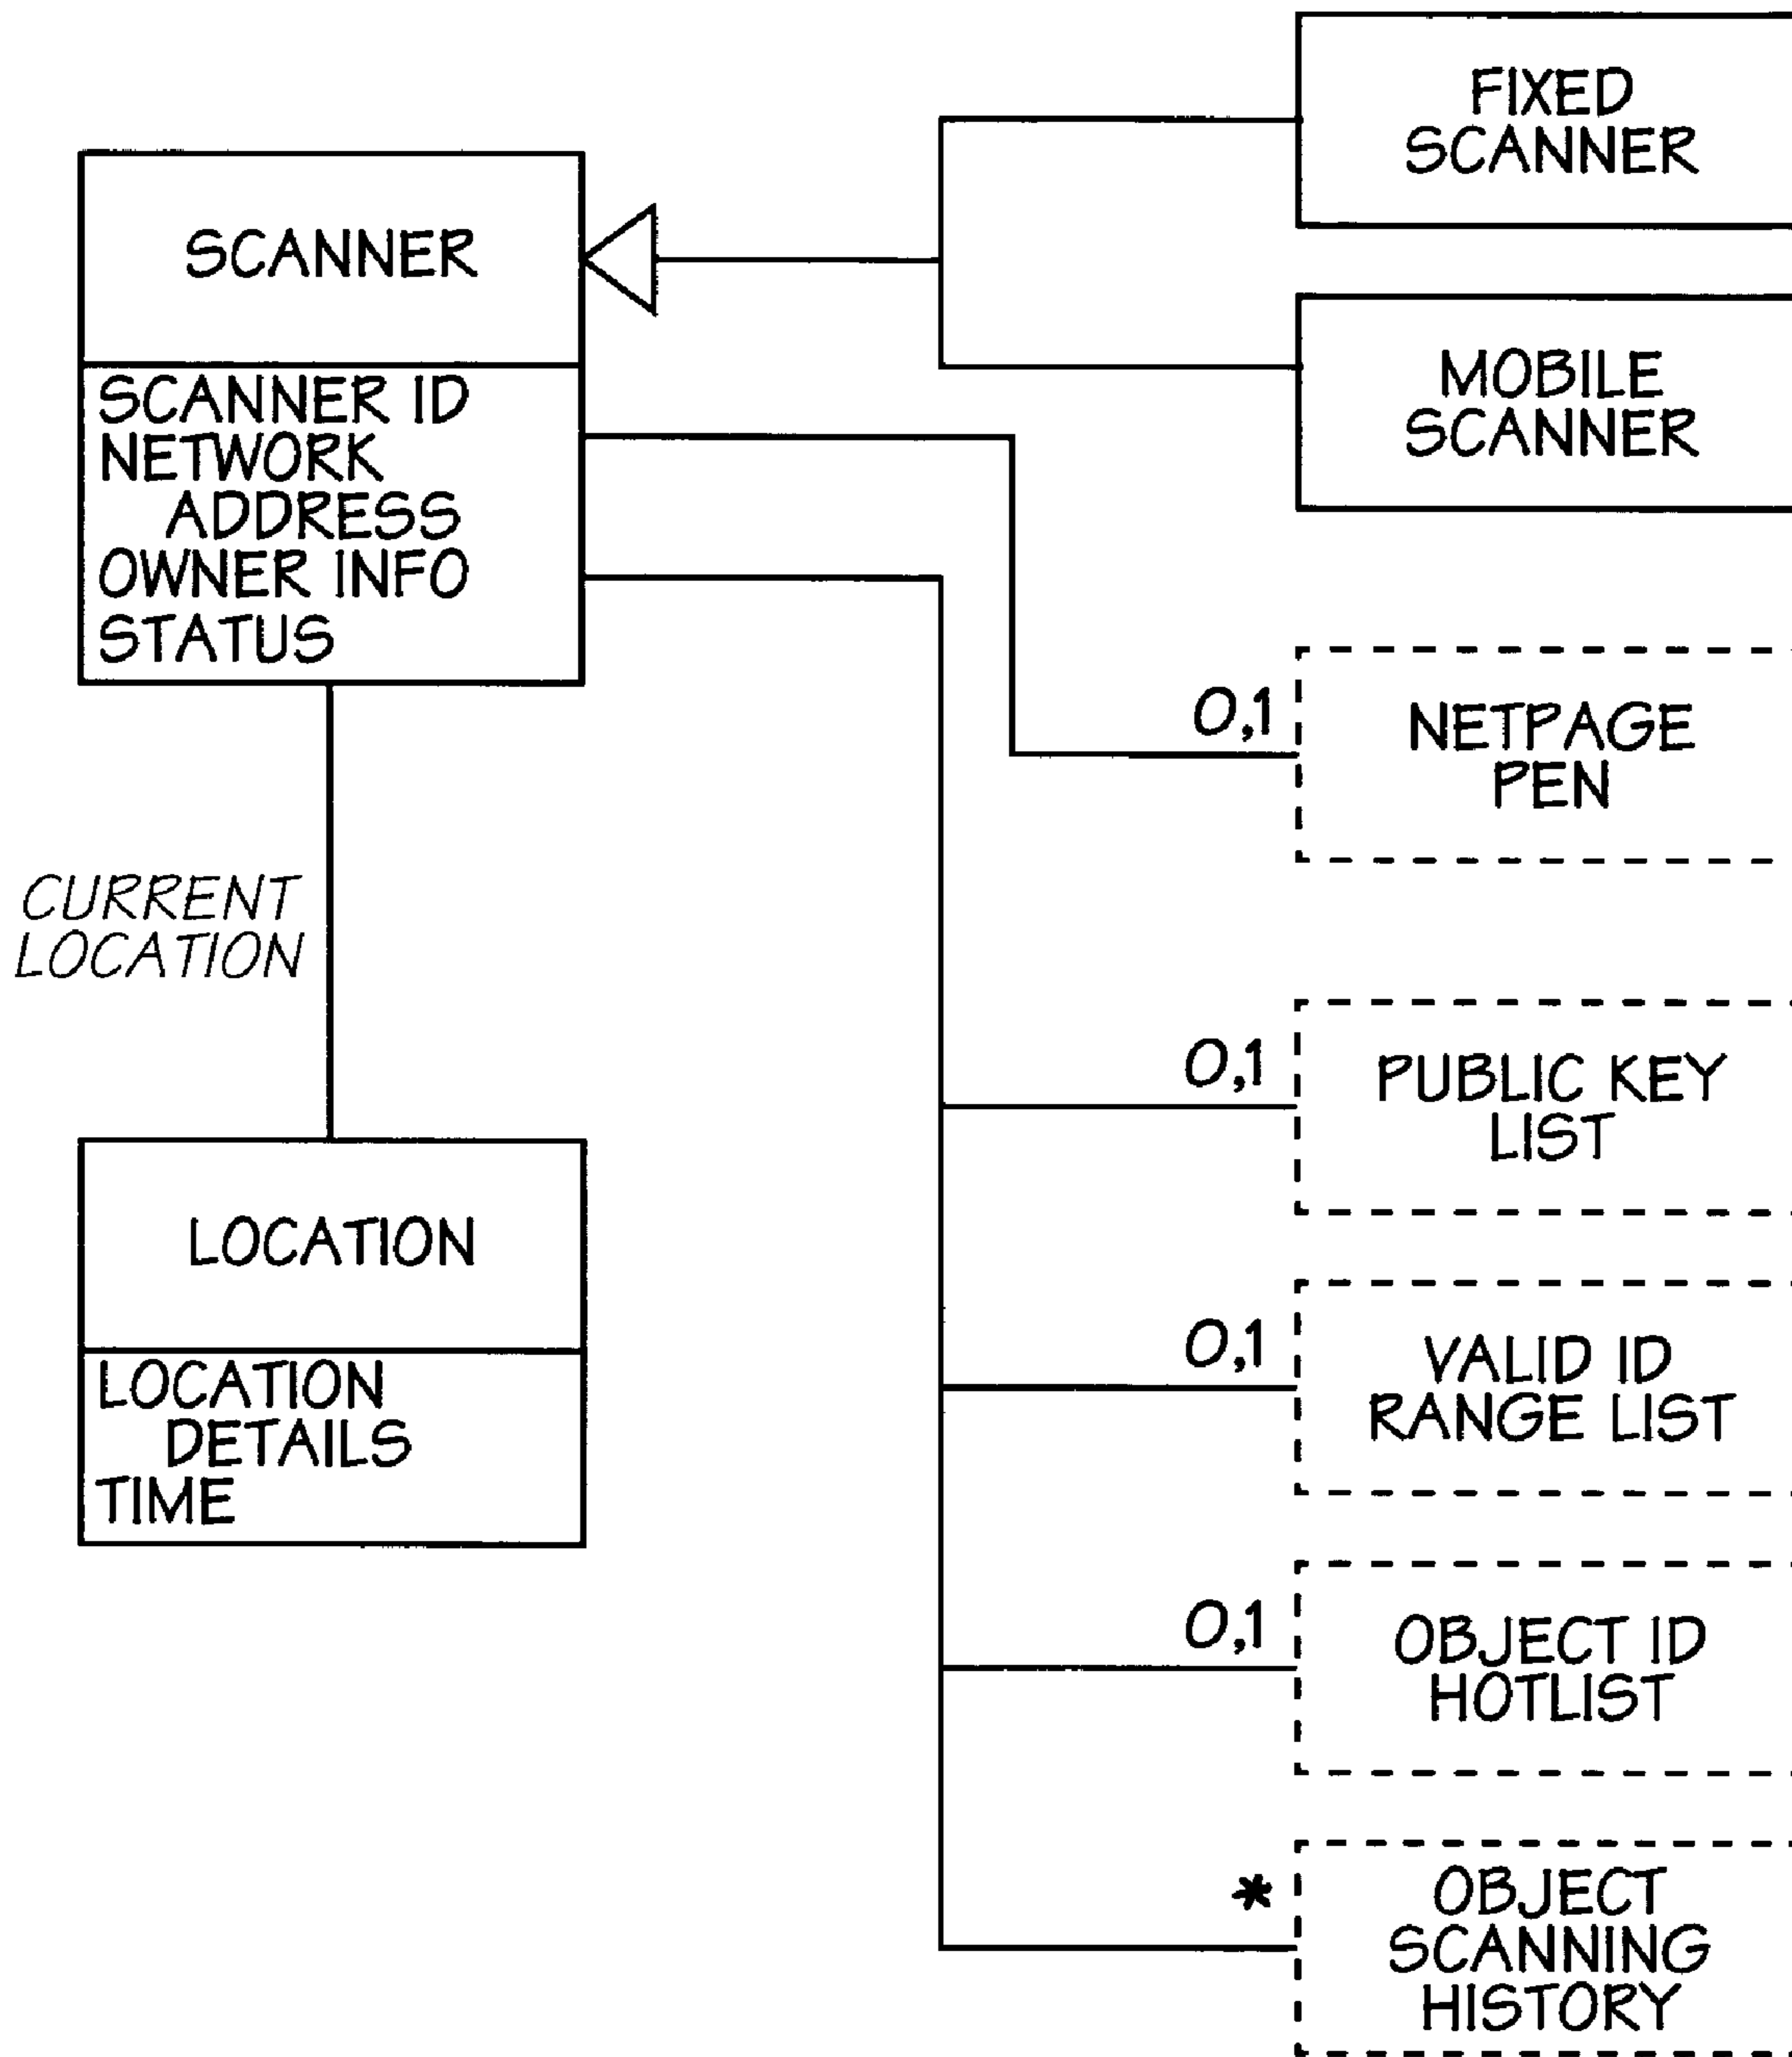 FIXED
SCANNER
SCANNER
MOBILE
SCANNER
SCANNER ID
NETWORK
ADDRESS
OWNER INFO
STATUS
0,1
NETPAGE
PEN
CURRENT
LOCATION
0,1
PUBLIC KEY
LIST
LOCATION
0,1
VALID ID
RANGE LIST
LOCATION
DETAILS
TIME
0,1
OBJECT ID
HOTLIST
*
OBJECT
SCANNING
HISTORY